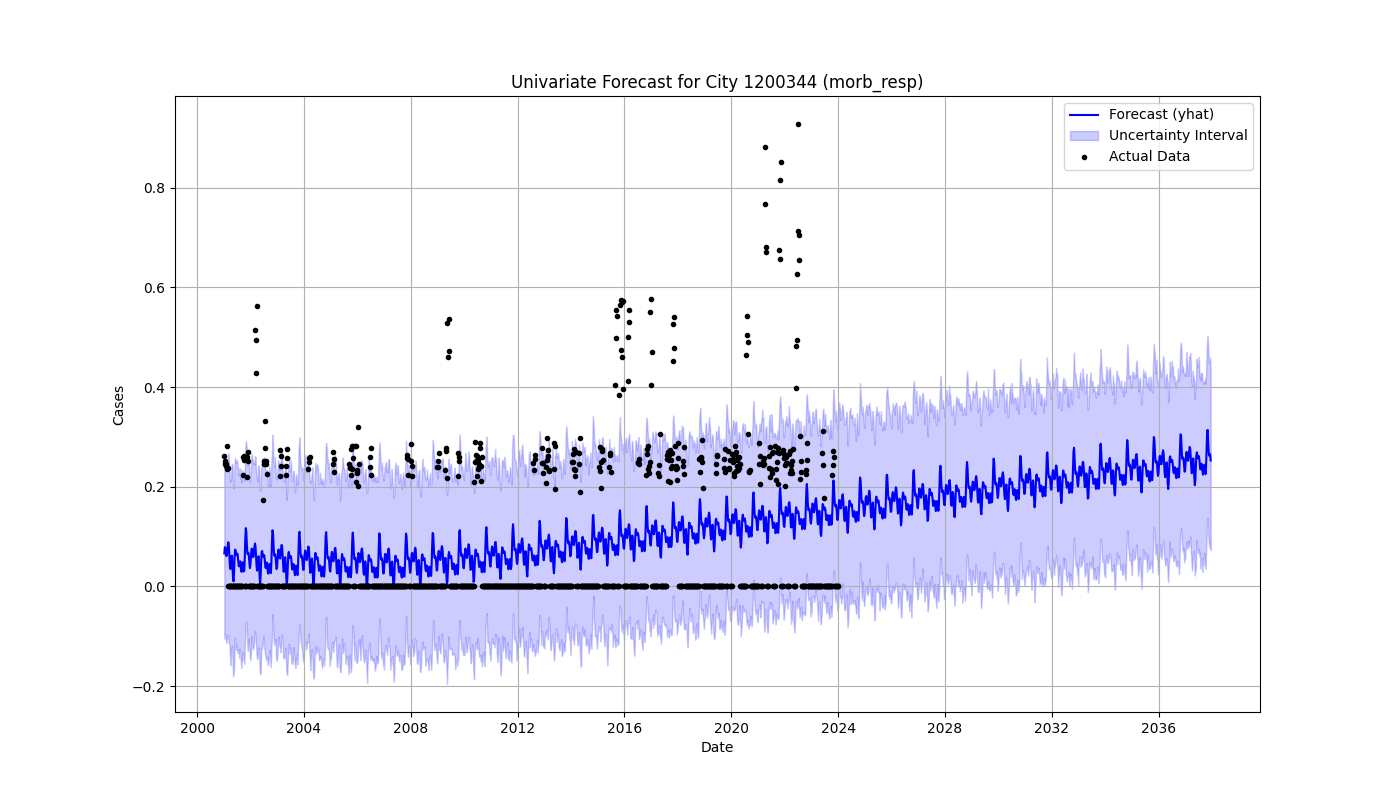 Univariate Forecast for City 1200344 (morb_resp)
Forecast (yhat)
Uncertainty Interval
Actual Data
Cases
0.8
0.6
0.4
0.2
0.0
−0.2
2000 2004 2008 2012 2016 2020 2024 2028 2032 2036
Date